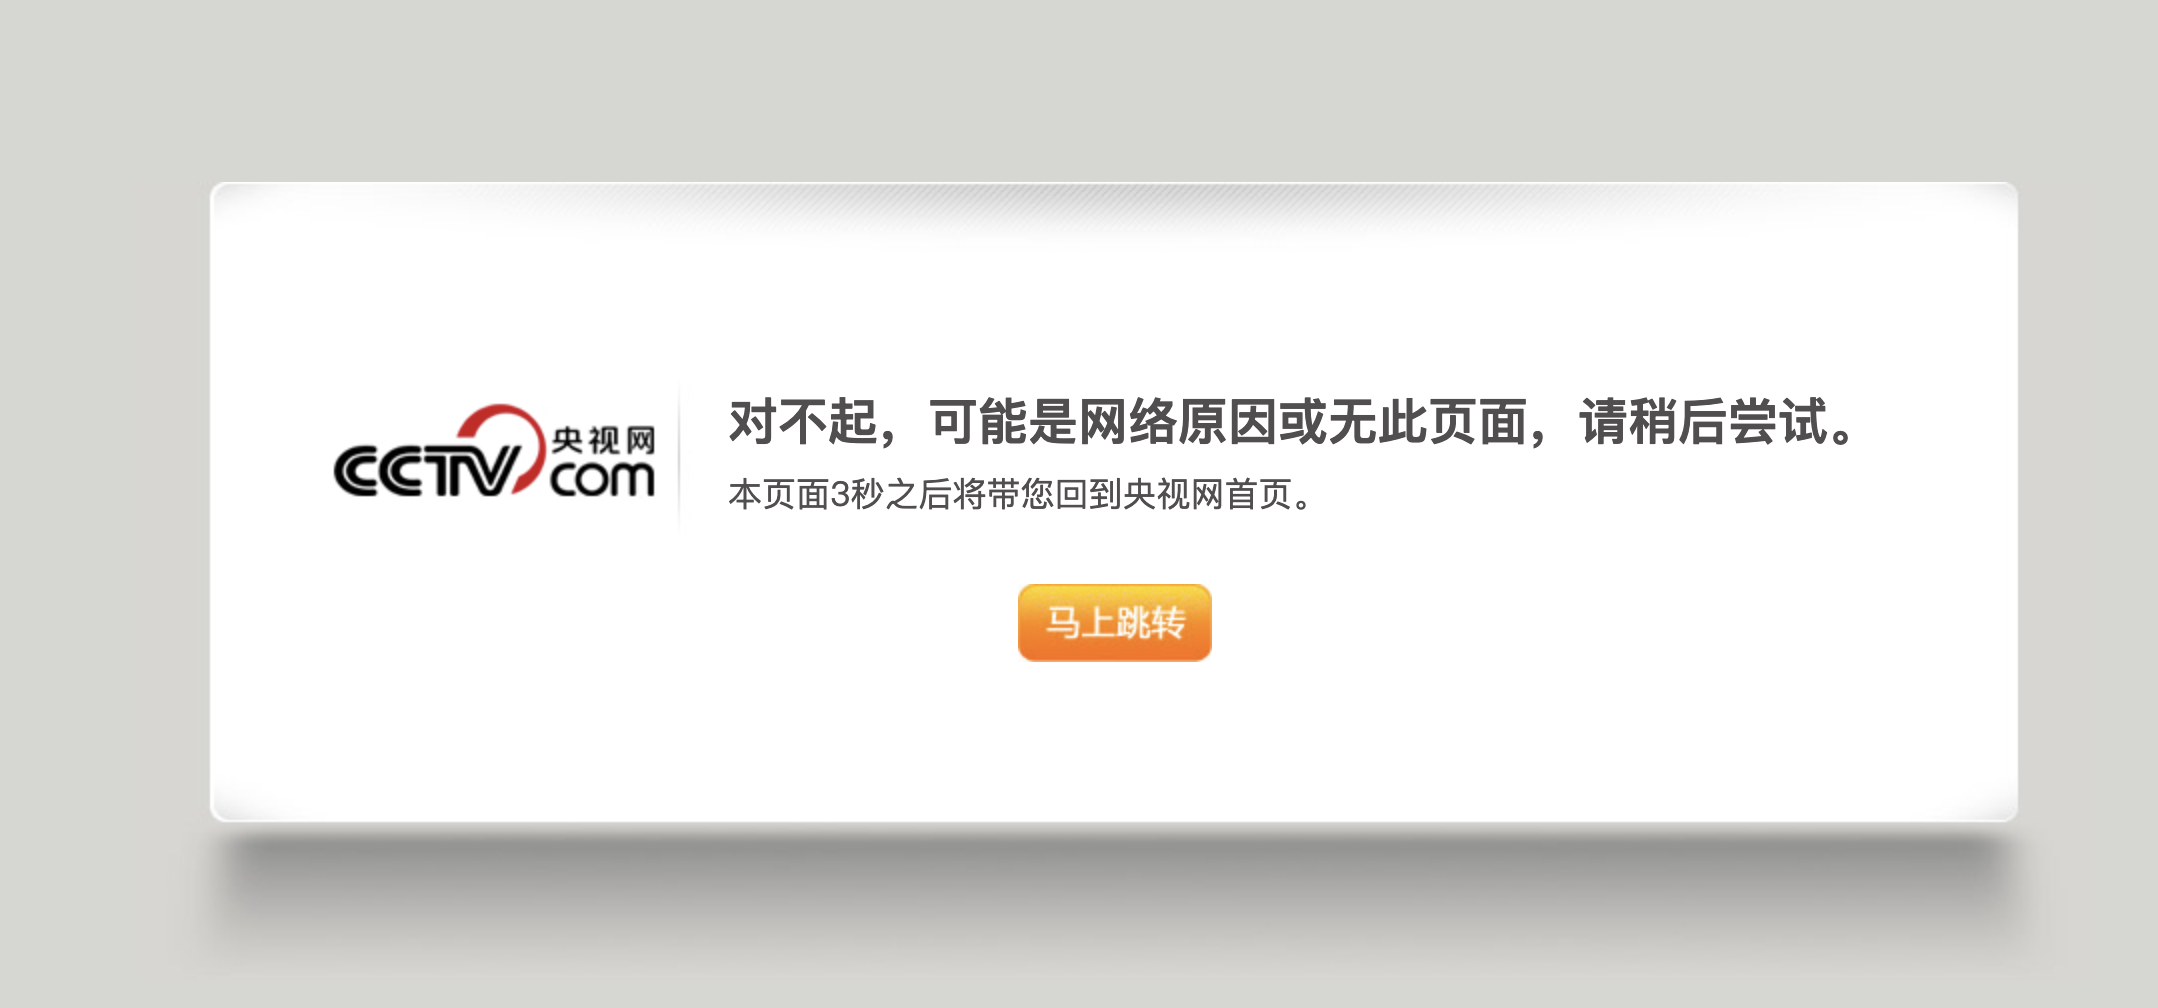 央视网
CCTV com
对不起，可能是网络原因或无此页面，请稍后尝试。
本页面3秒之后将带您回到央视网首页。
马上跳转